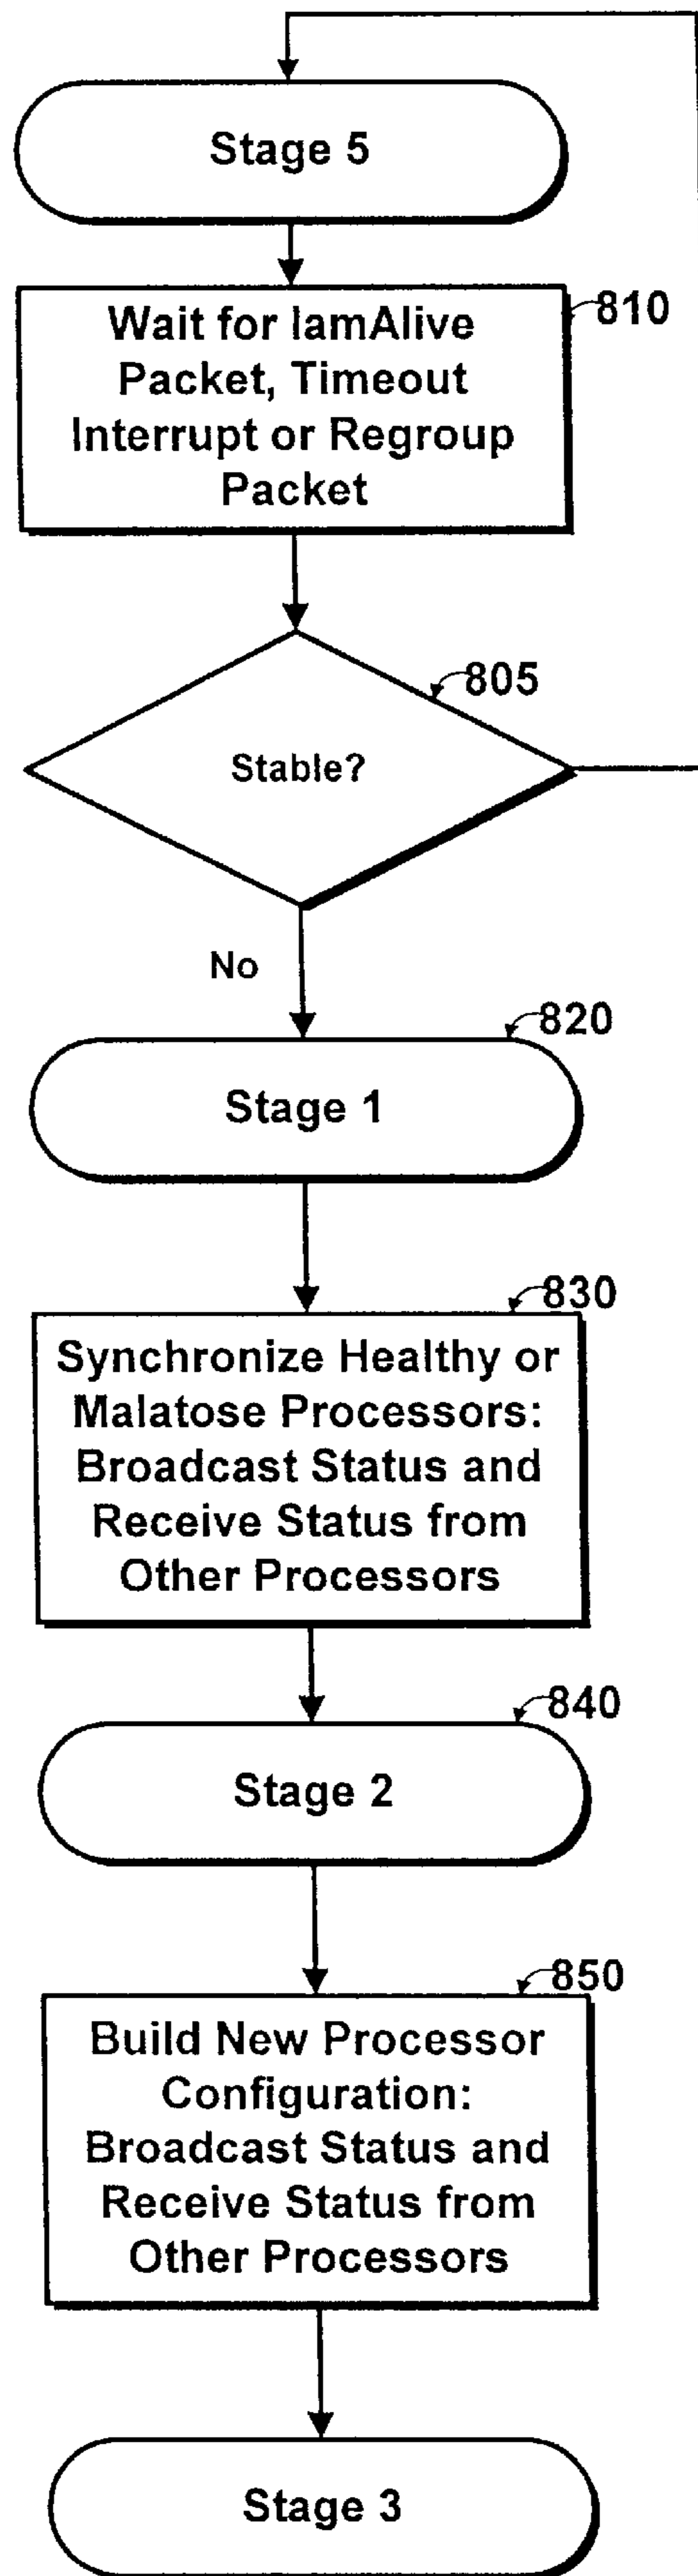 Stage 5
810
Wait for IamAlive
Packet, Timeout
Interrupt or Regroup
Packet
805
Stable?
No
820
Stage 1
830
Synchronize Healthy or
Malatose Processors:
Broadcast Status and
Receive Status from
Other Processors
840
Stage 2
850
Build New Processor
Configuration:
Broadcast Status and
Receive Status from
Other Processors
Stage 3